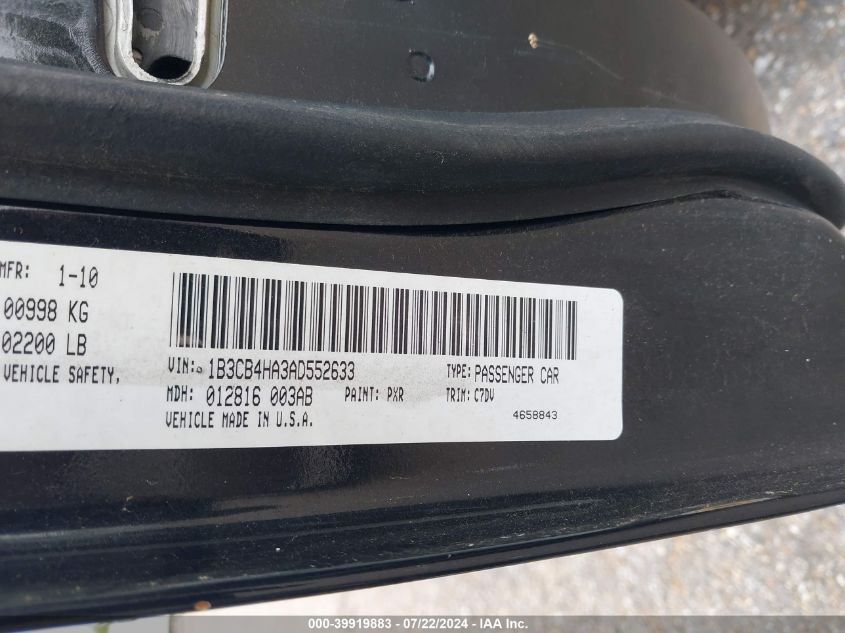 MFR: 1-10
00998 KG
02200 LB
VEHICLE SAFETY,
VIN: 1B3CB4HA3AD552633 TYPE: PASSENGER CAR
MDH: 012816 003AB PAINT: PXR TRIM: C7DV
VEHICLE MADE IN U.S.A. 4658843
000-39919883 - 07/22/2024 - IAA Inc.